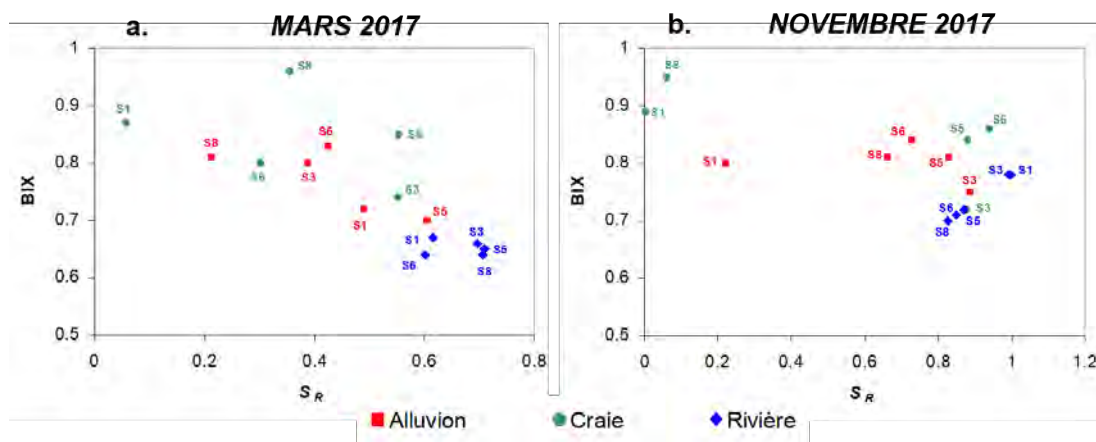 a. MARS 2017
b. NOVEMBRE 2017
1
0.9
0.8
0.7
0.6
0.5
BIX
0
0.2
0.4
0.6
0.8
S R
S1
S8
S8
S6
S6
S3
S6
S3
S1
S5
S1
S6
S3
S5
S8
1
0.9
0.8
0.7
0.6
0.5
BIX
0
0.2
0.4
0.6
0.8
1
1.2
S R
S8
S1
S1
S6
S8
S5
S5
S6
S3
S3
S1
S6
S8
S5
S3
Alluvion
Craie
Rivière